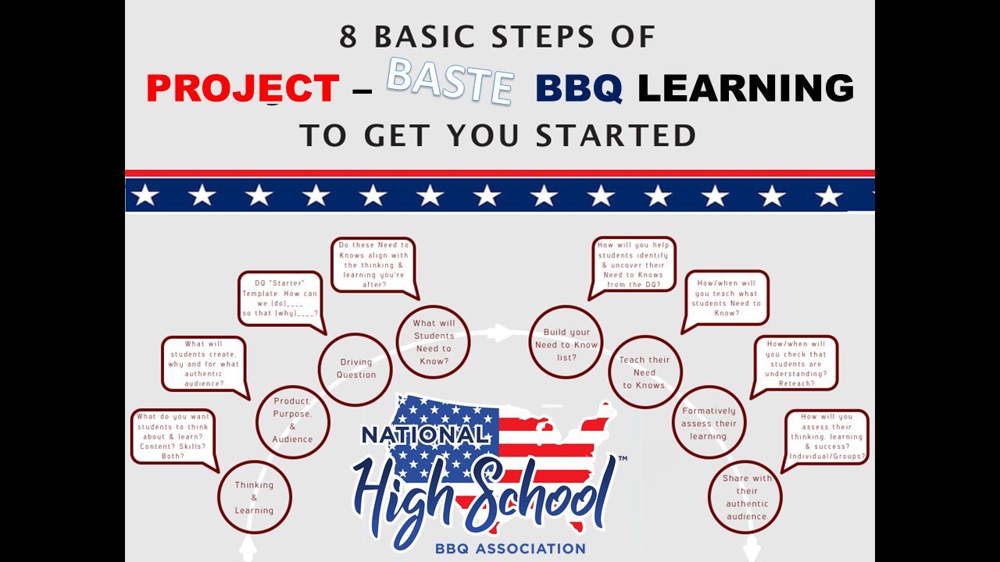 8 BASIC STEPS OF
PROJECT – BASTE BBQ LEARNING
TO GET YOU STARTED
What do you want
students to think
about & learn?
Content? Skills?
Both?
Thinking
&
Learning
What will
students create,
why and for what
authentic
audience?
Product,
Purpose,
&
Audience
DQ "Starter"
Template: How can
we (do)____
so that (why)____?
Driving
Question
Do these Need to
Knows align with
the thinking &
learning you're
after?
What will
Students
Need to
Know?
How will you help
students identify
& uncover their
Need to Knows
from the DQ?
Build your
Need to Know
list?
How/when will
you teach what
students Need to
Know?
Teach their
Need
to Knows.
How/when will
you check that
students are
understanding?
Reteach?
Formatively
assess their
learning.
How will you
assess their
thinking, learning
& success?
Individual/Groups?
Share with
their
authentic
audience.
NATIONAL
High School™
BBQ ASSOCIATION